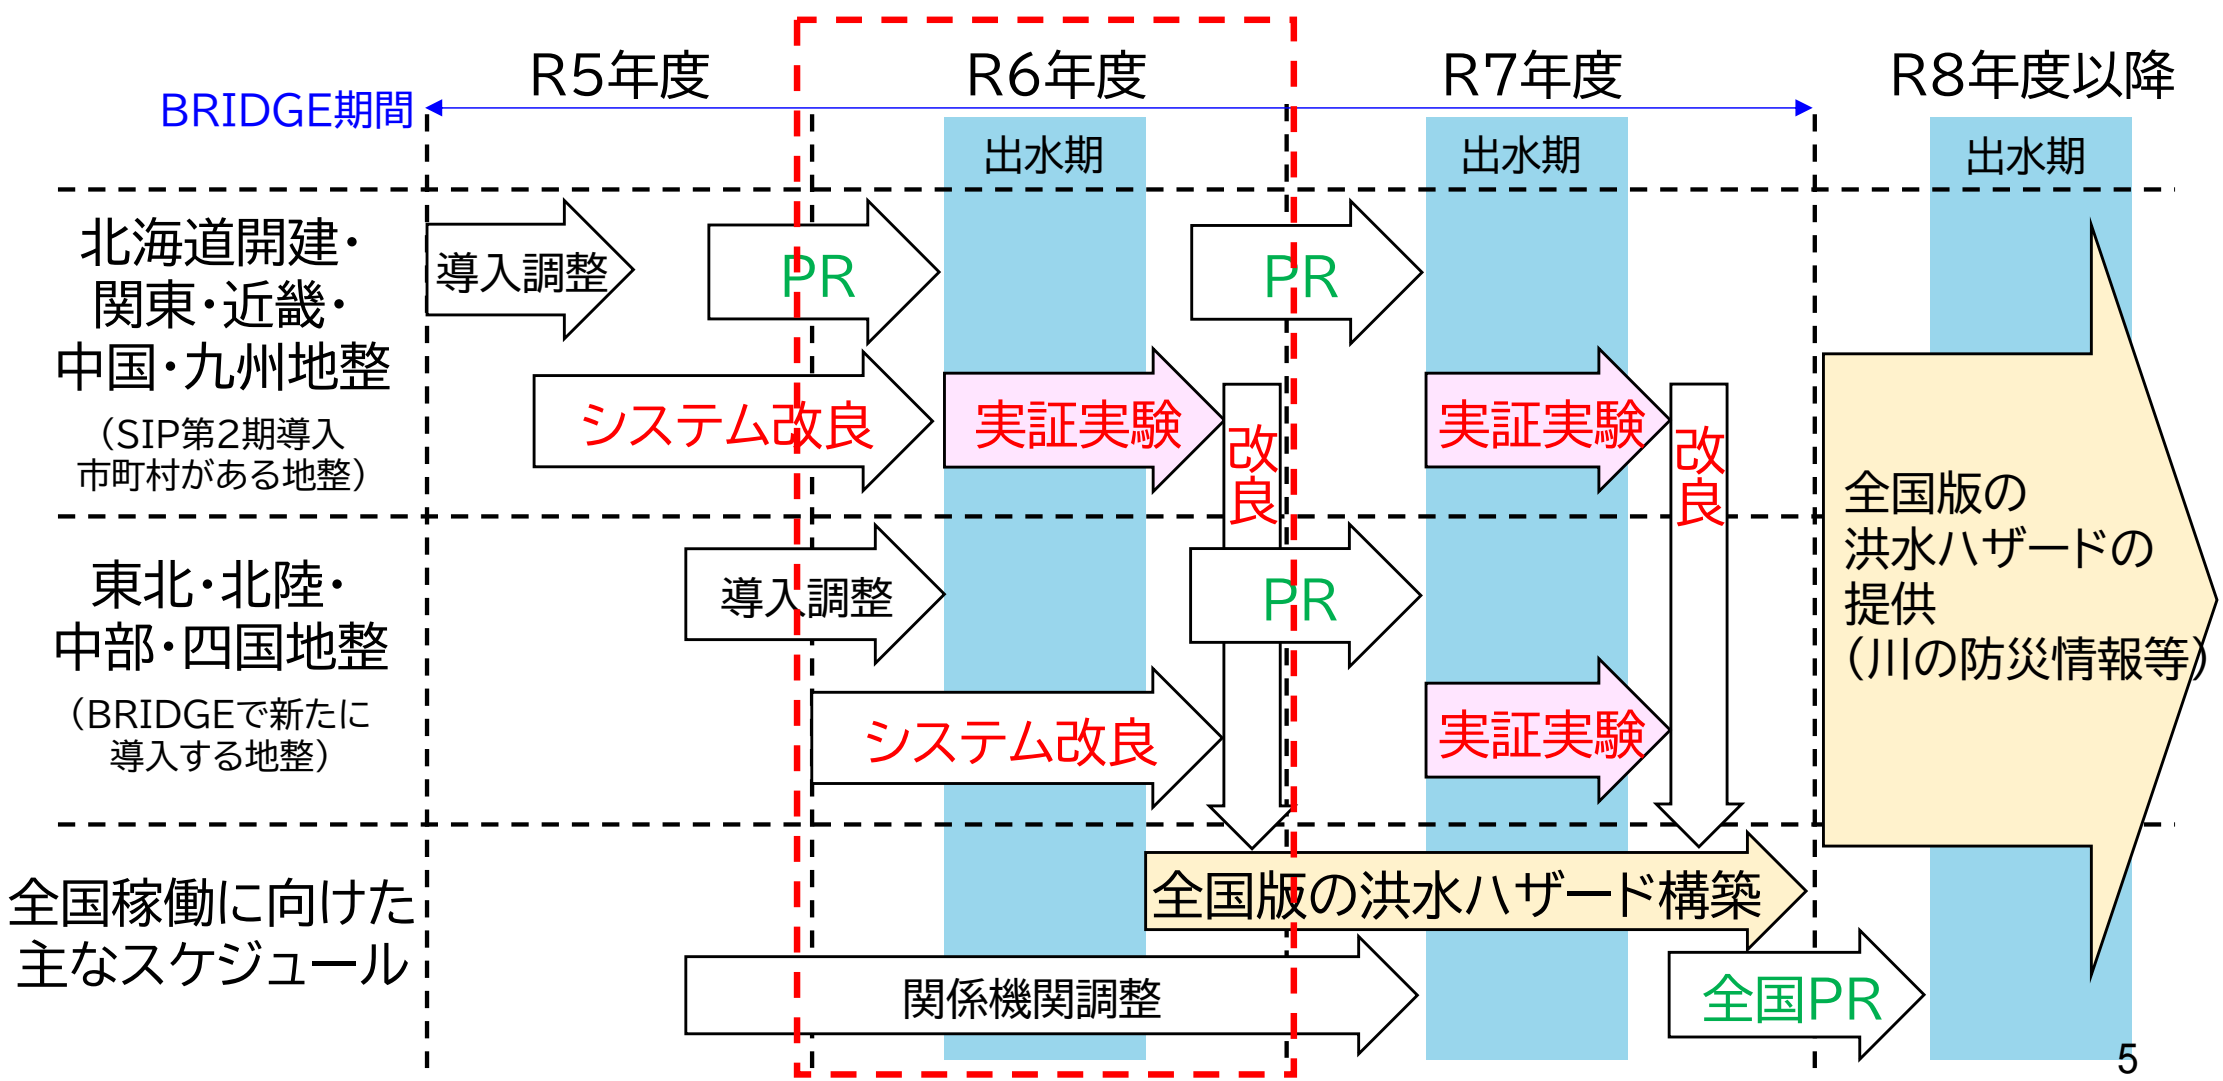 R5年度
R6年度
R7年度
R8年度以降
BRIDGE期間
出水期
出水期
出水期
北海道開建・
関東・近畿・
中国・九州地整
（SIP第2期導入
市町村がある地整）
導入調整
PR
PR
システム改良
実証実験
改良
実証実験
改良
東北・北陸・
中部・四国地整
（BRIDGEで新たに
導入する地整）
導入調整
PR
システム改良
実証実験
全国版の
洪水ハザードの
提供
（川の防災情報等）
全国稼働に向けた
主なスケジュール
全国版の洪水ハザード構築
関係機関調整
全国PR
5